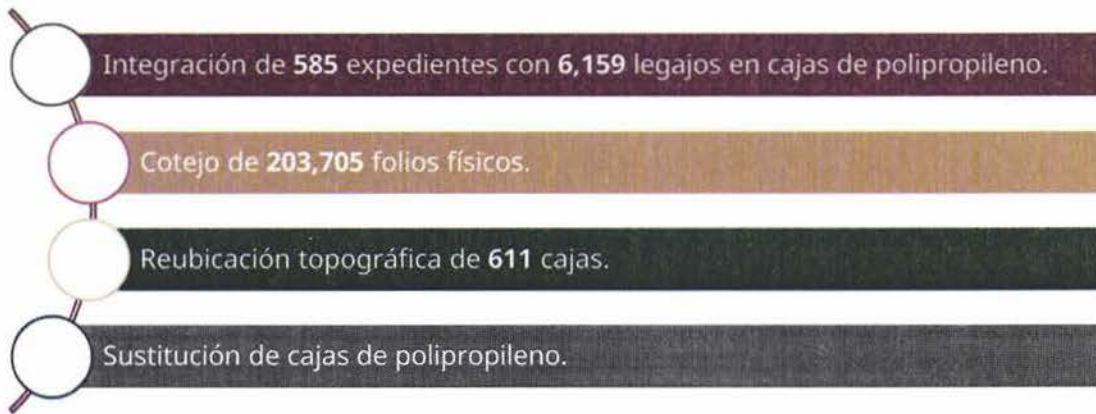 Integración de 585 expedientes con 6,159 legajos en cajas de polipropileno.
Cotejo de 203,705 folios físicos.
Reubicación topográfica de 611 cajas.
Sustitución de cajas de polipropileno.